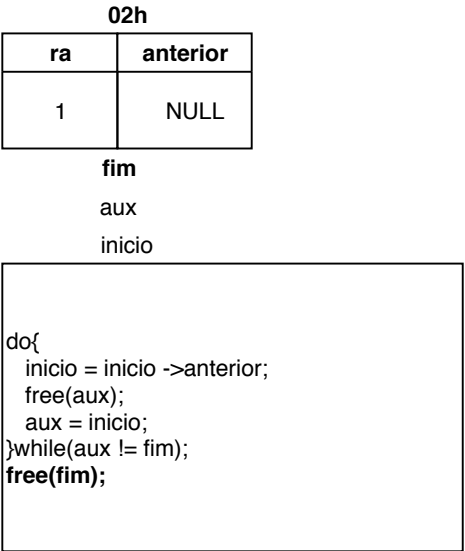 02h
ra anterior
1 NULL
fim
aux
inicio
do{
inicio = inicio ->anterior;
free(aux);
aux = inicio;
}while(aux != fim);
free(fim);